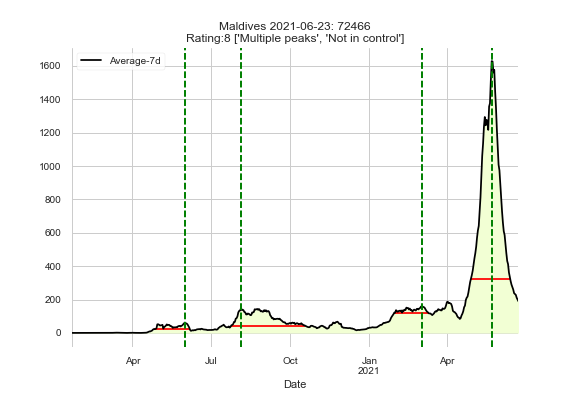 Maldives 2021-06-23: 72466
Rating:8 ['Multiple peaks', 'Not in control']
Average-7d
1600
1400
1200
1000
800
600
400
200
0
Apr
Jul
Oct
Jan
2021
Apr
Date